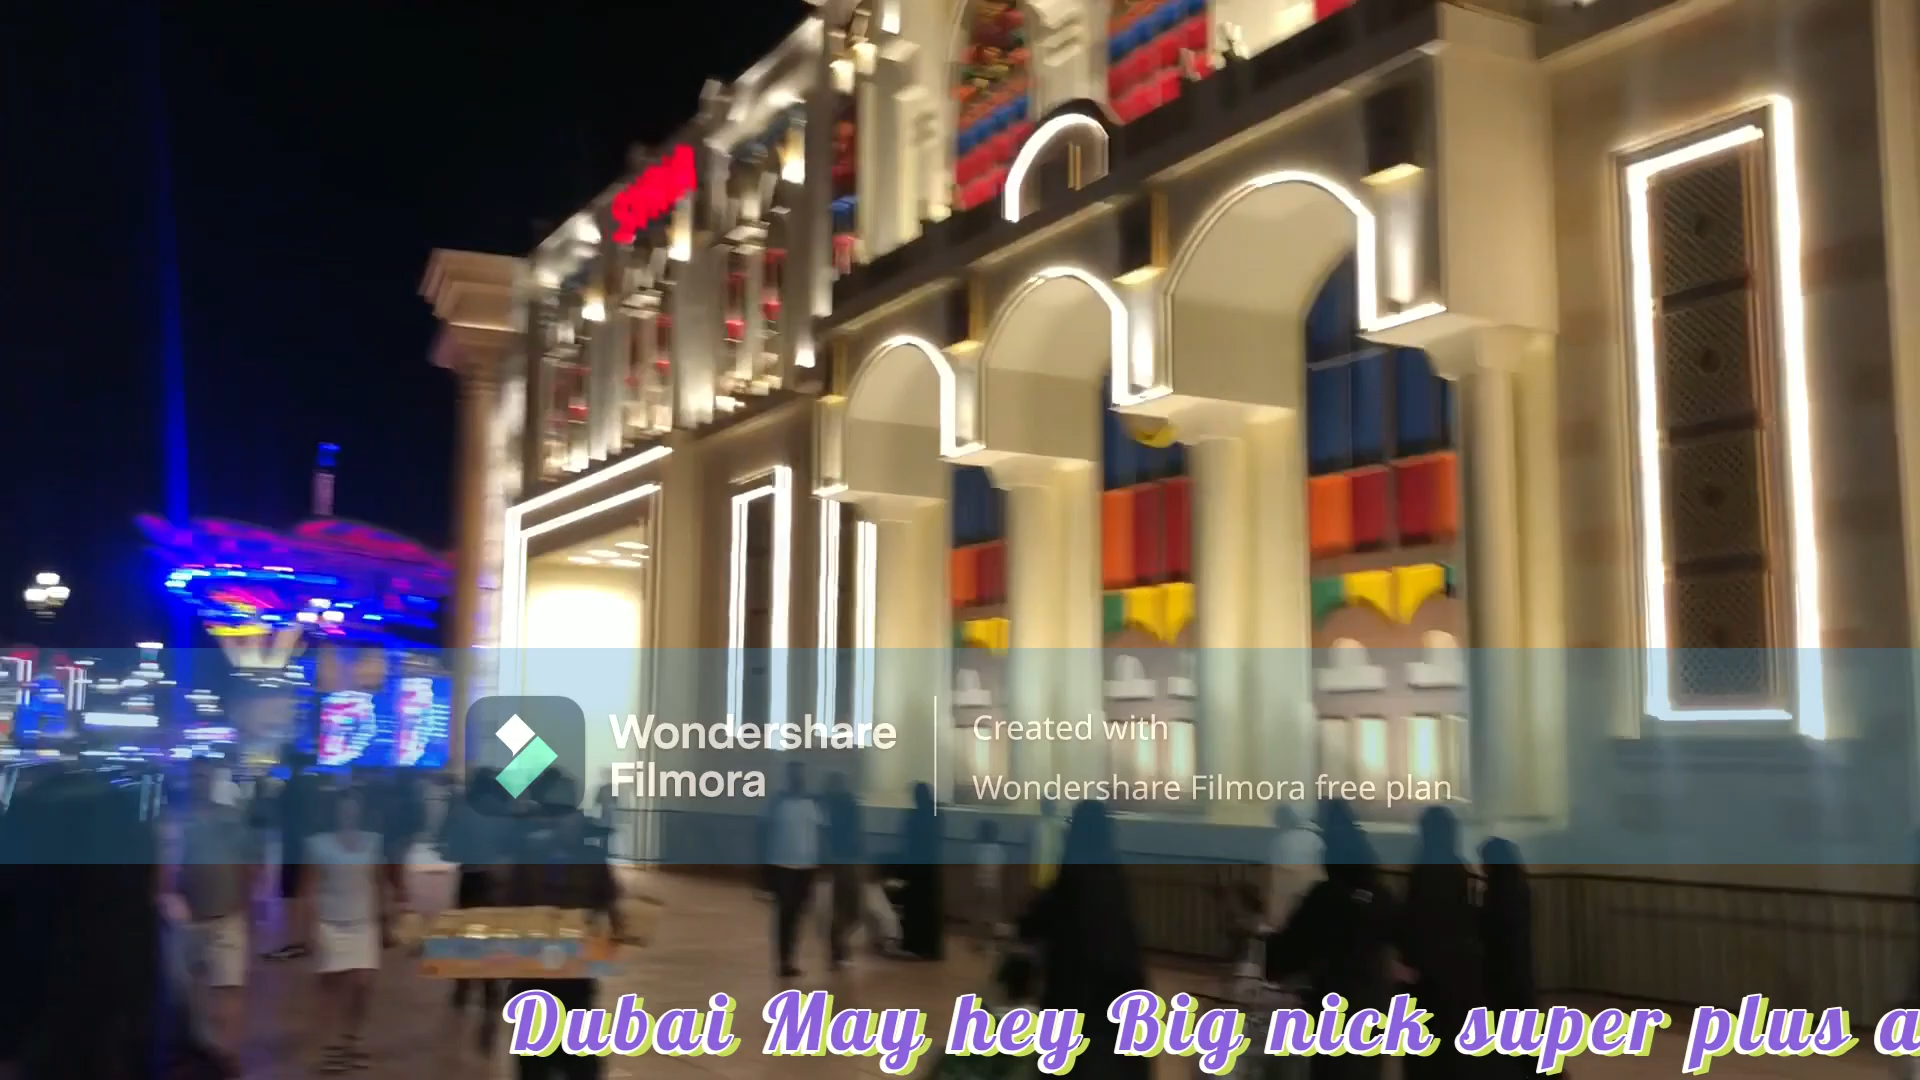 Wondershare
Filmora
Created with
Wondershare Filmora free plan
Dubai May hey Big nick super plus a